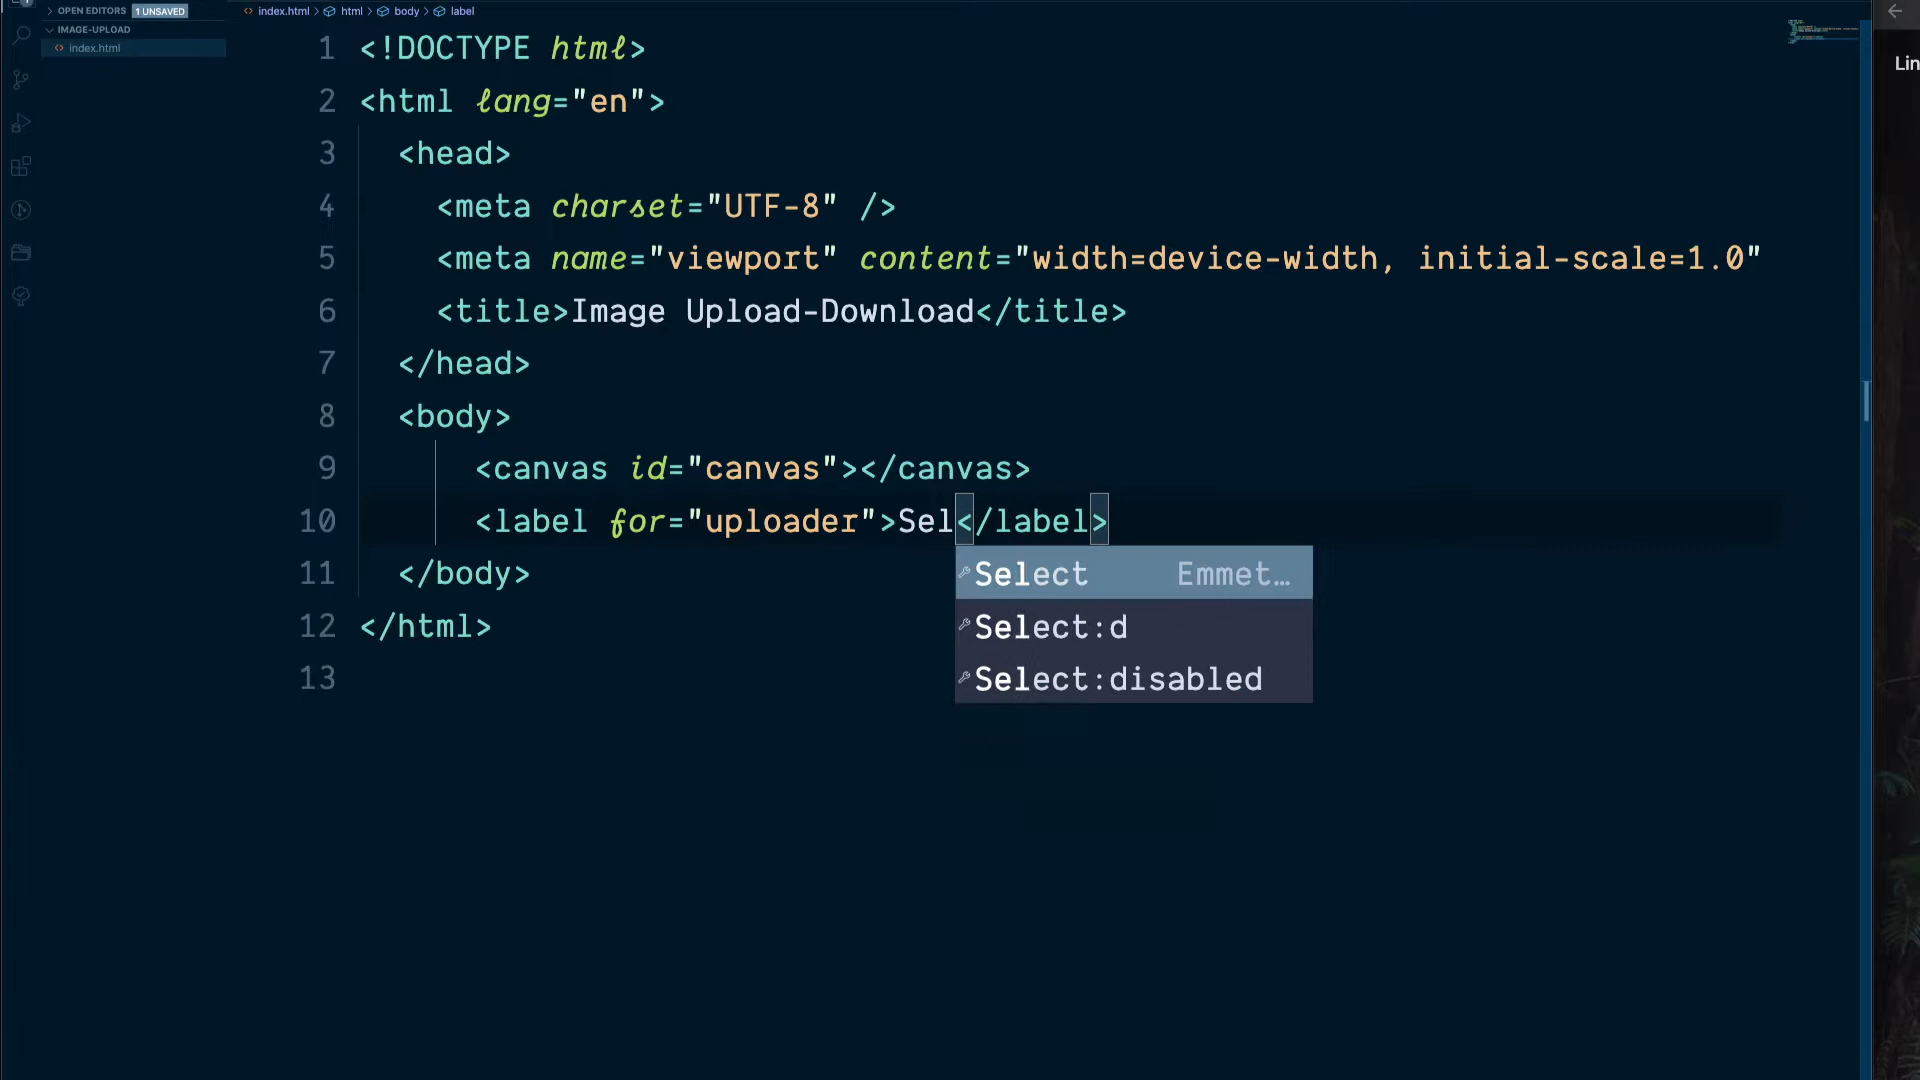 OPEN EDITORS 1 UNSAVED
IMAGE-UPLOAD
index.html
index.html > html > body > label
1 <!DOCTYPE html>
2 <html lang="en">
3 <head>
4 <meta charset="UTF-8" />
5 <meta name="viewport" content="width=device-width, initial-scale=1.0"
6 <title>Image Upload-Download</title>
7 </head>
8 <body>
9 <canvas id="canvas"></canvas>
10 <label for="uploader">Sel</label>
Select Emmet…
Select:d
Select:disabled
11 </body>
12 </html>
13
Lin